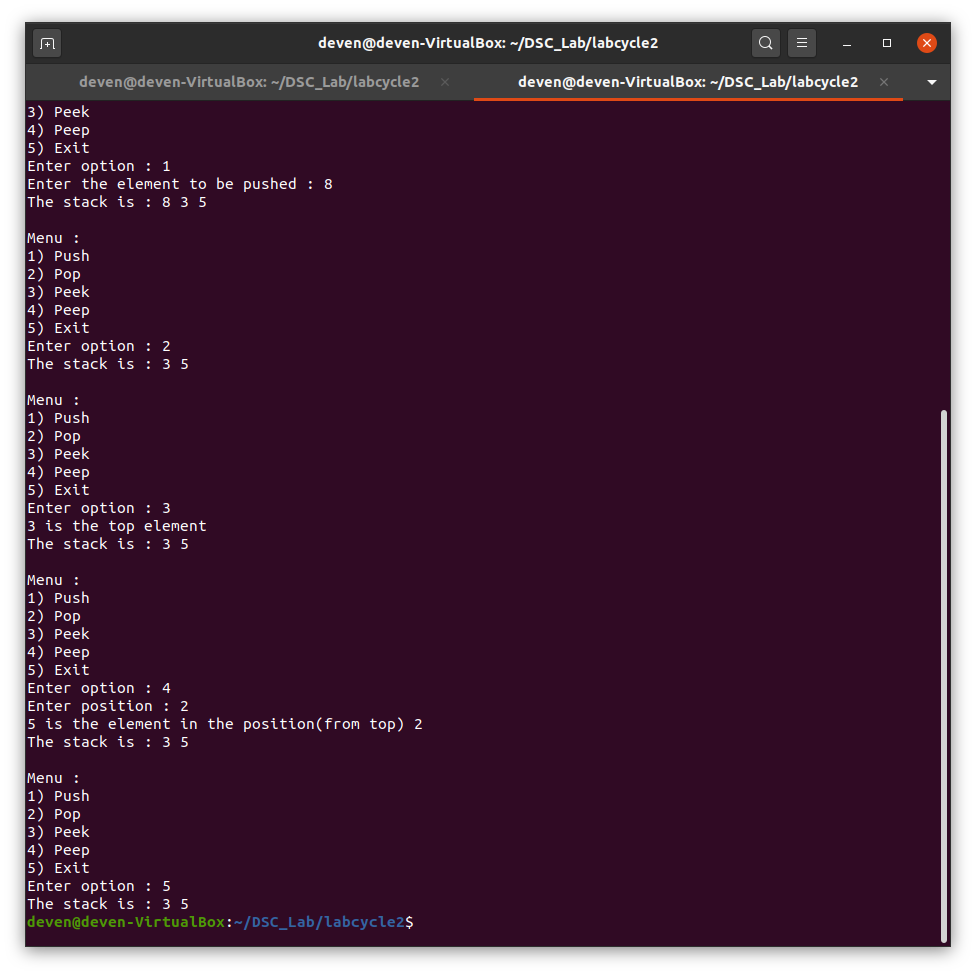 deven@deven-VirtualBox: ~/DSC_Lab/labcycle2
deven@deven-VirtualBox: ~/DSC_Lab/labcycle2 × deven@deven-VirtualBox: ~/DSC_Lab/labcycle2 ×
3) Peek
4) Peep
5) Exit
Enter option : 1
Enter the element to be pushed : 8
The stack is : 8 3 5

Menu :
1) Push
2) Pop
3) Peek
4) Peep
5) Exit
Enter option : 2
The stack is : 3 5

Menu :
1) Push
2) Pop
3) Peek
4) Peep
5) Exit
Enter option : 3
3 is the top element
The stack is : 3 5

Menu :
1) Push
2) Pop
3) Peek
4) Peep
5) Exit
Enter option : 4
Enter position : 2
5 is the element in the position(from top) 2
The stack is : 3 5

Menu :
1) Push
2) Pop
3) Peek
4) Peep
5) Exit
Enter option : 5
The stack is : 3 5
deven@deven-VirtualBox:~/DSC_Lab/labcycle2$